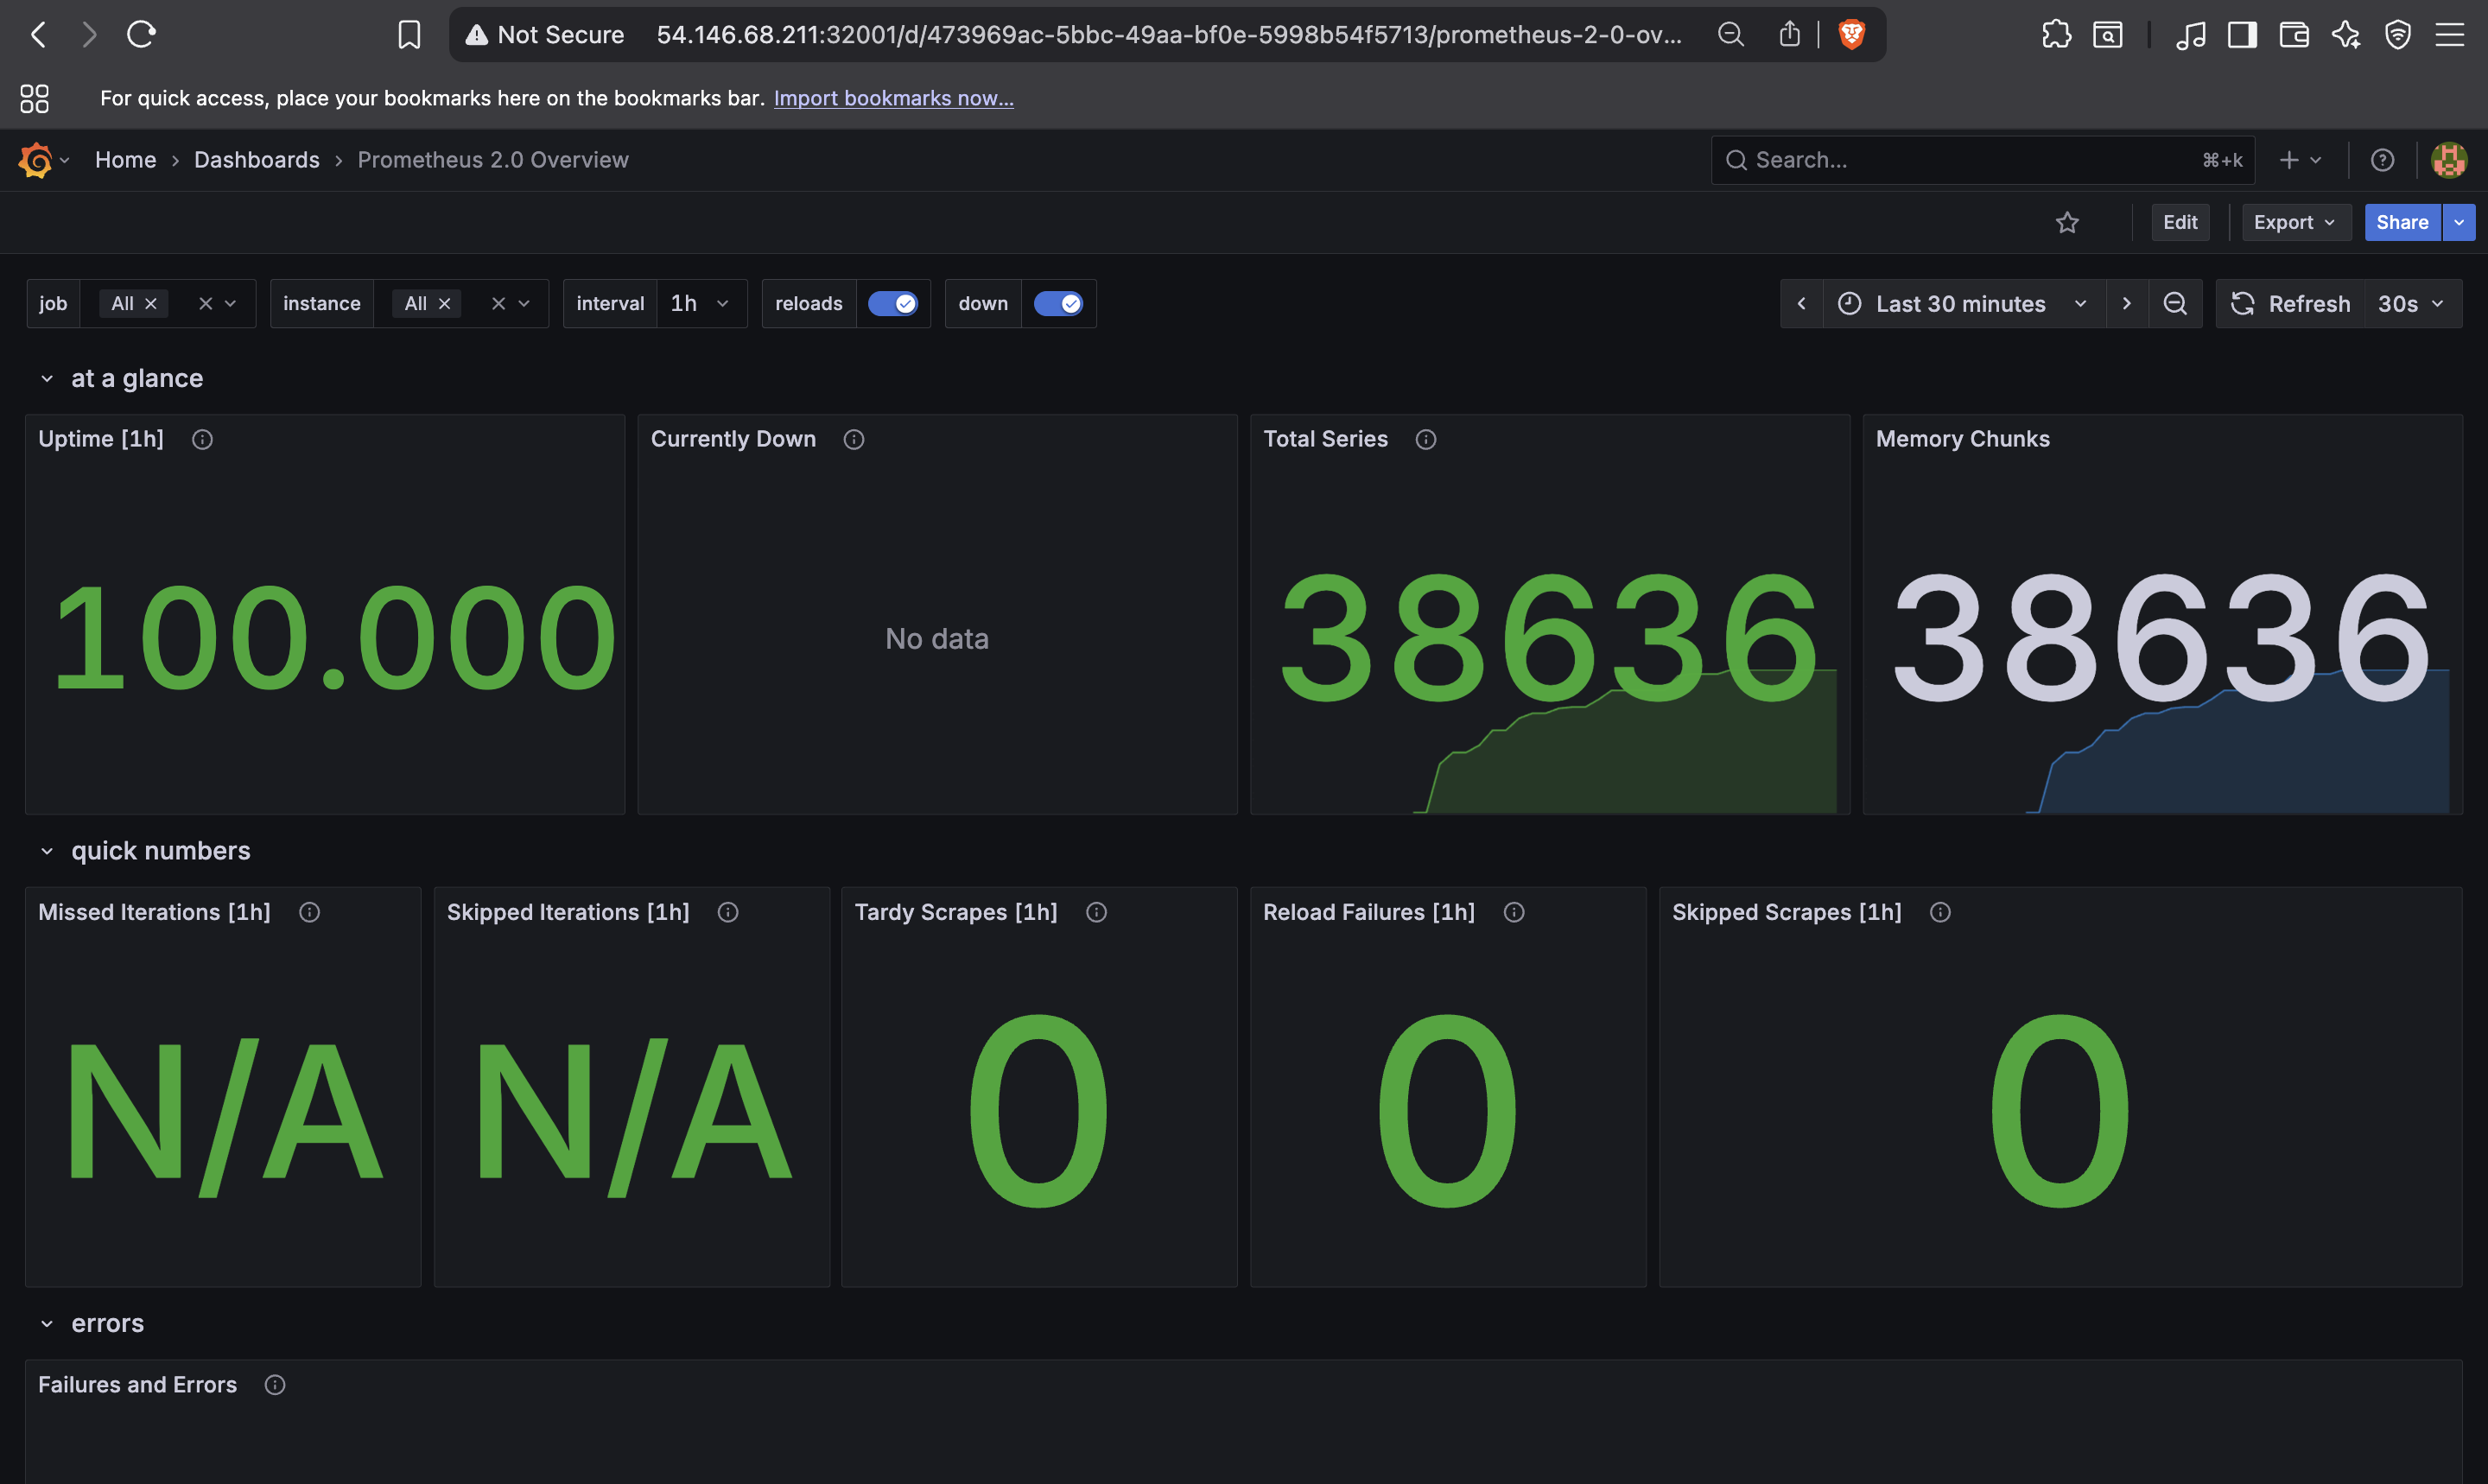 Not Secure 54.146.68.211:32001/d/473969ac-5bbc-49aa-bf0e-5998b54f5713/prometheus-2-0-ov...
For quick access, place your bookmarks here on the bookmarks bar. Import bookmarks now...
Home › Dashboards › Prometheus 2.0 Overview
Search... ⌘+k
Edit Export Share
job All instance All interval 1h reloads down Last 30 minutes Refresh 30s
at a glance
Uptime [1h]
100.000
Currently Down
No data
Total Series
38636
Memory Chunks
38636
quick numbers
Missed Iterations [1h]
N/A
Skipped Iterations [1h]
N/A
Tardy Scrapes [1h]
0
Reload Failures [1h]
0
Skipped Scrapes [1h]
0
errors
Failures and Errors